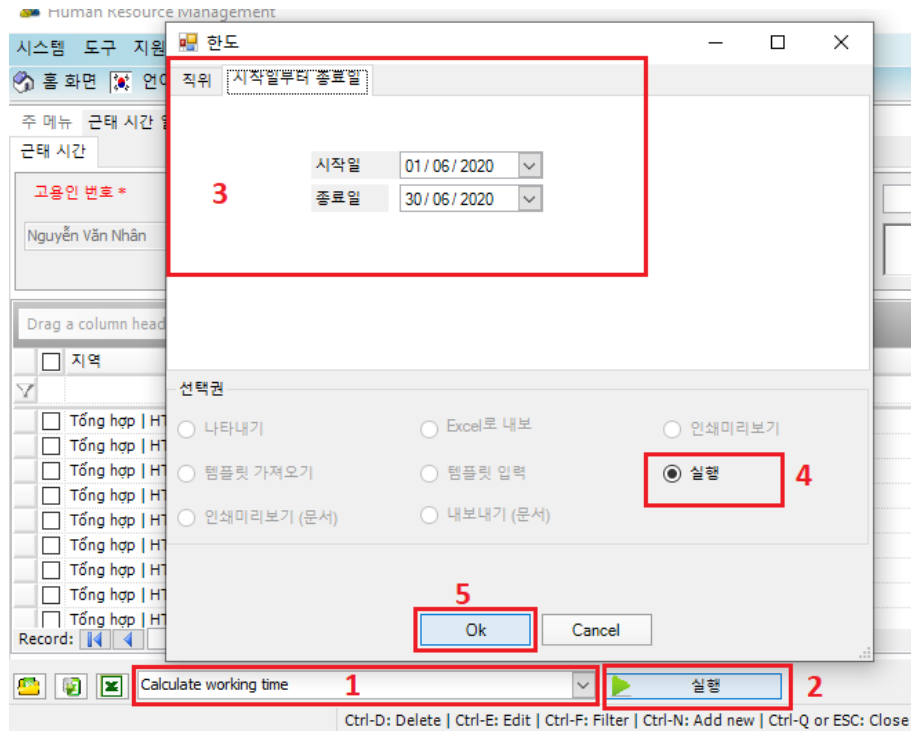 Human Resource Management
한도
시스템 도구 지원
홈 화면
직위 시작일부터 종료일
주 메뉴 근태 시간
근태 시간
시작일 01/06/2020
고용인 번호 *
3
종료일 30/06/2020
Nguyễn Văn Nhân
Drag a column head
지역
선택권
Tổng hợp | HT
나타내기 Excel로 내보 인쇄미리보기
Tổng hợp | HT
Tổng hợp | HT
템플릿 가져오기 템플릿 입력 실행 4
Tổng hợp | HT
Tổng hợp | HT
인쇄미리보기 (문서) 내보내기 (문서)
Tổng hợp | HT
Tổng hợp | HT
Tổng hợp | HT
5
Tổng hợp | HT
Record:
Ok Cancel
Calculate working time 1 실행 2
Ctrl-D: Delete | Ctrl-E: Edit | Ctrl-F: Filter | Ctrl-N: Add new | Ctrl-Q or ESC: Close